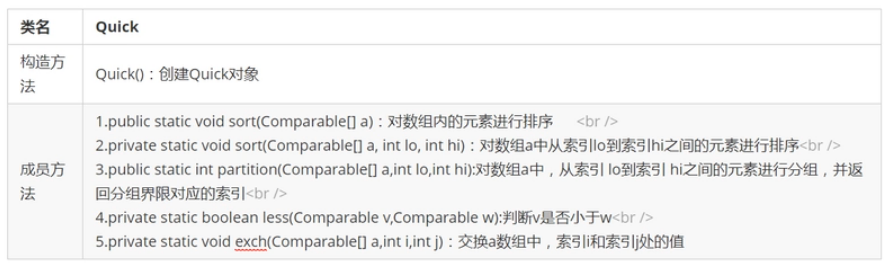 类名 Quick
构造方法 Quick()：创建Quick对象
成员方法
1.public static void sort(Comparable[] a)：对数组内的元素进行排序 <br />
2.private static void sort(Comparable[] a, int lo, int hi)：对数组a中从索引lo到索引hi之间的元素进行排序<br />
3.public static int partition(Comparable[] a,int lo,int hi):对数组a中，从索引 lo到索引 hi之间的元素进行分组，并返
回分组界限对应的索引<br />
4.private static boolean less(Comparable v,Comparable w):判断v是否小于w<br />
5.private static void exch(Comparable[] a,int i,int j)：交换a数组中，索引i和索引j处的值